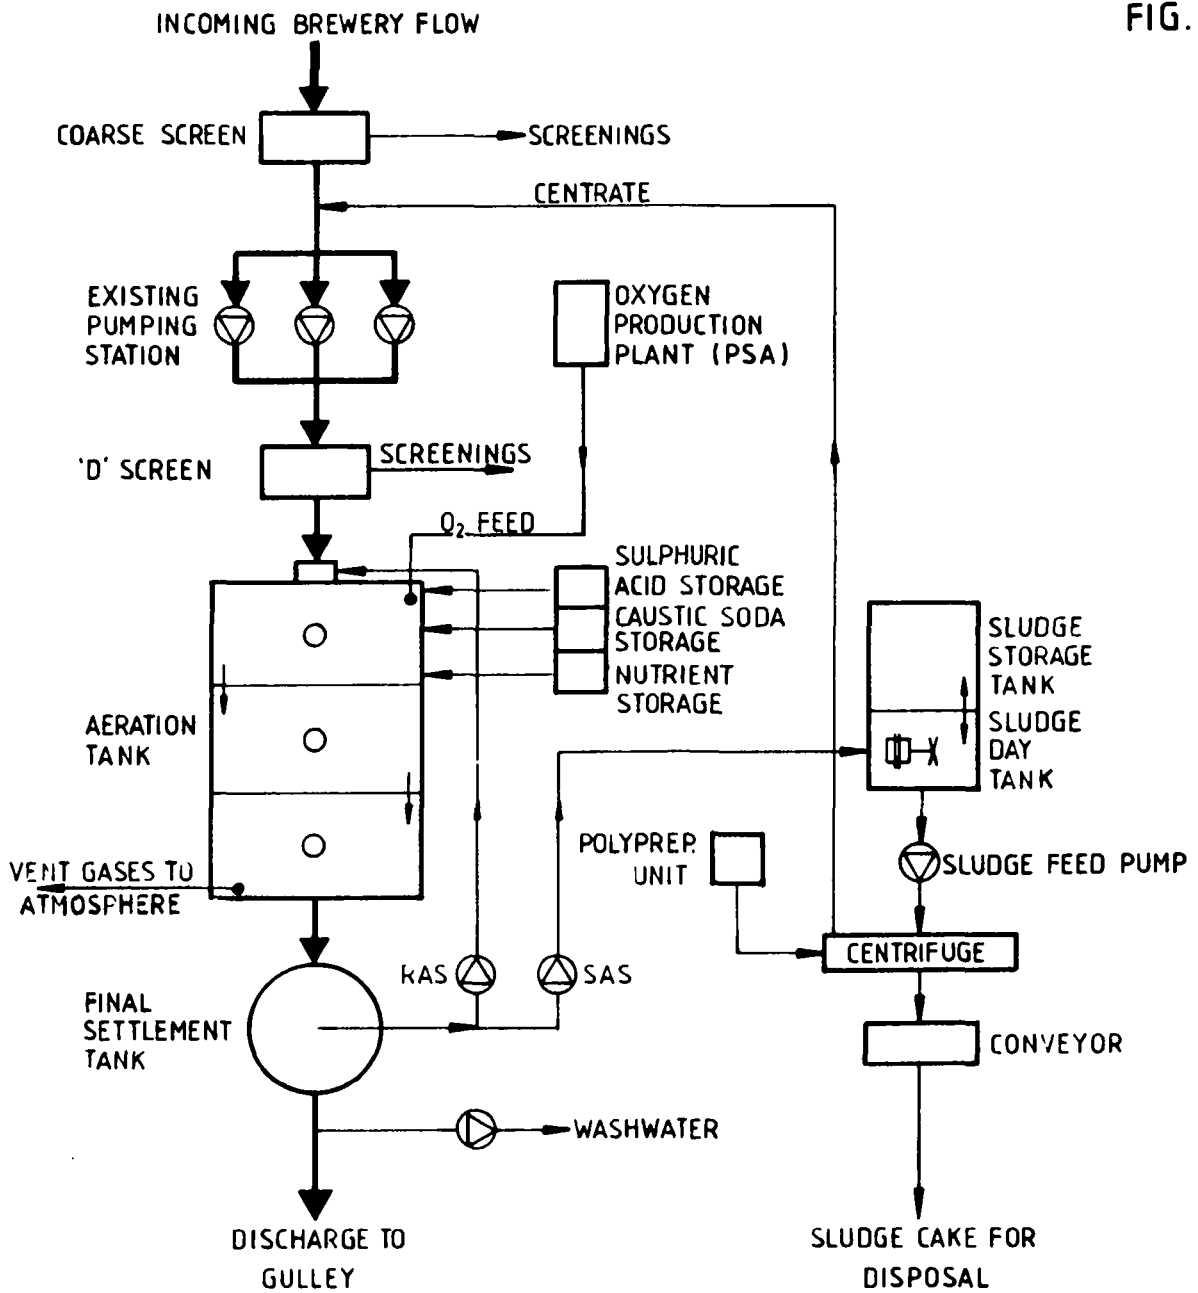 FIG.
INCOMING BREWERY FLOW
COARSE SCREEN
SCREENINGS
CENTRATE
EXISTING
PUMPING
STATION
OXYGEN
PRODUCTION
PLANT (PSA)
'D' SCREEN
SCREENINGS
O₂ FEED
SULPHURIC
ACID STORAGE
CAUSTIC SODA
STORAGE
NUTRIENT
STORAGE
SLUDGE
STORAGE
TANK
SLUDGE
DAY
TANK
AERATION
TANK
POLYPREP.
UNIT
SLUDGE FEED PUMP
VENT GASES TO
ATMOSPHERE
CENTRIFUGE
RAS
SAS
FINAL
SETTLEMENT
TANK
CONVEYOR
WASHWATER
DISCHARGE TO
GULLEY
SLUDGE CAKE FOR
DISPOSAL